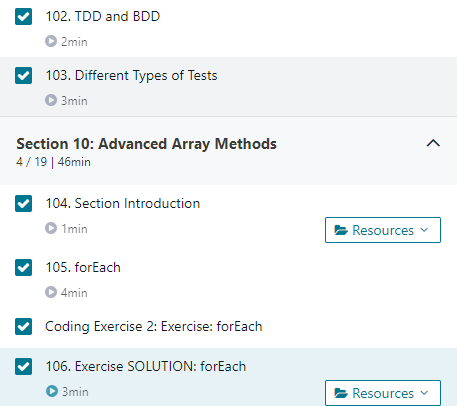 102. TDD and BDD
2min
103. Different Types of Tests
3min
Section 10: Advanced Array Methods
4 / 19 | 46min
104. Section Introduction
1min
Resources
105. forEach
4min
Coding Exercise 2: Exercise: forEach
106. Exercise SOLUTION: forEach
3min
Resources